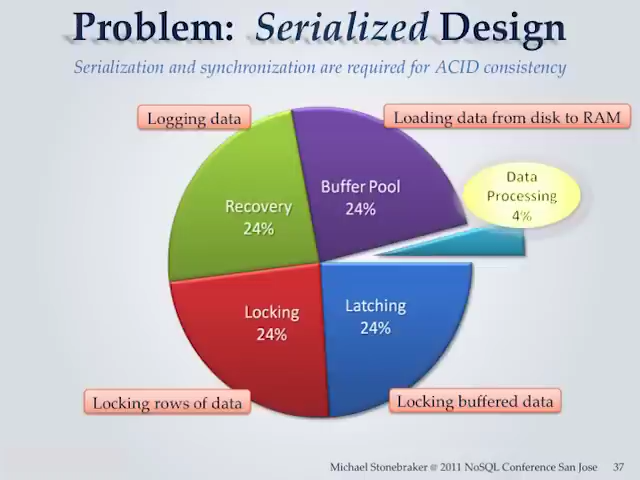 Problem: Serialized Design
Serialization and synchronization are required for ACID consistency
Logging data
Loading data from disk to RAM
Data
Processing
4%
Buffer Pool
24%
Recovery
24%
Locking
24%
Latching
24%
Locking rows of data
Locking buffered data
Michael Stonebraker @ 2011 NoSQL Conference San Jose 37